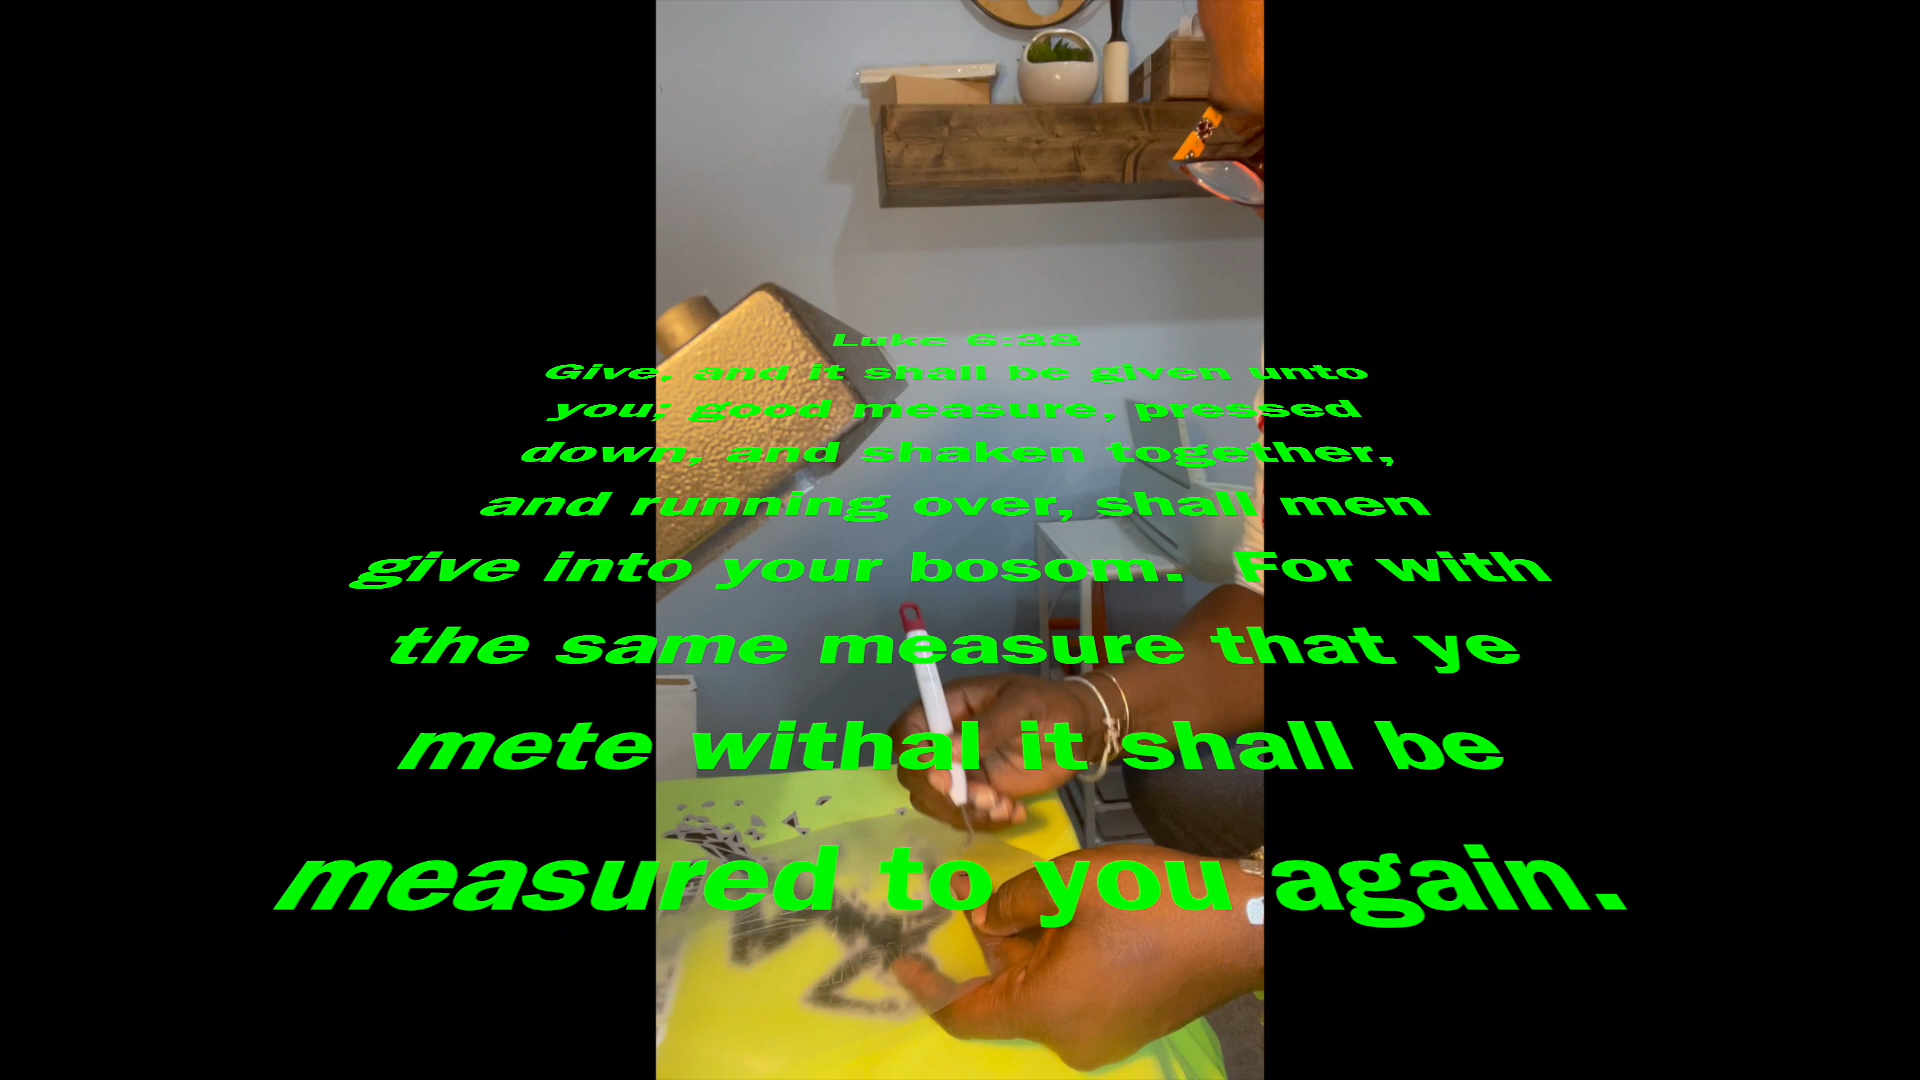 Luke 6:38
Give, and it shall be given unto
you; good measure, pressed
down, and shaken together,
and running over, shall men
give into your bosom.  For with
the same measure that ye
mete withal it shall be
measured to you again.